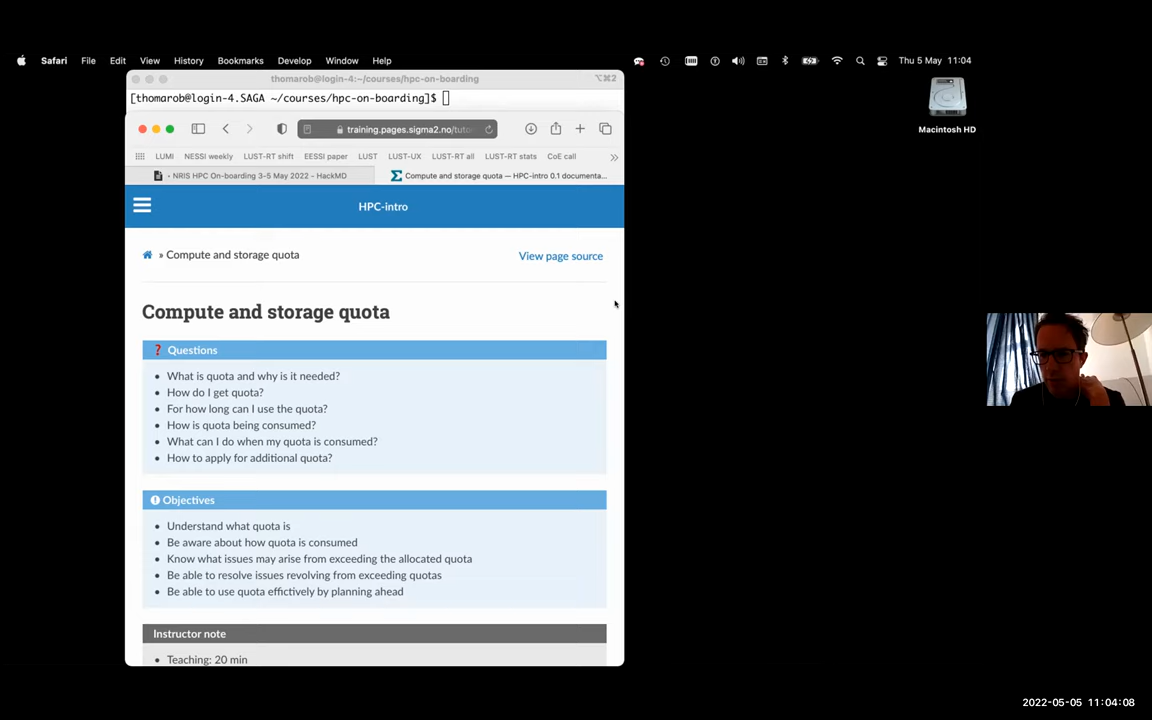 Safari File Edit View History Bookmarks Develop Window Help Thu 5 May 11:04
thomarob@login-4:~/courses/hpc-on-boarding ⌥⌘2
[thomarob@login-4.SAGA ~/courses/hpc-on-boarding]$
training.pages.sigma2.no/tuto
LUMI NESSI weekly LUST-RT shift EESSI paper LUST LUST-UX LUST-RT all LUST-RT stats CoE call »
· NRIS HPC On-boarding 3-5 May 2022 - HackMD Compute and storage quota — HPC-intro 0.1 documenta...
HPC-intro
» Compute and storage quota View page source
Compute and storage quota
❓ Questions
• What is quota and why is it needed?
• How do I get quota?
• For how long can I use the quota?
• How is quota being consumed?
• What can I do when my quota is consumed?
• How to apply for additional quota?
Objectives
• Understand what quota is
• Be aware about how quota is consumed
• Know what issues may arise from exceeding the allocated quota
• Be able to resolve issues revolving from exceeding quotas
• Be able to use quota effictively by planning ahead
Instructor note
• Teaching: 20 min
Macintosh HD
2022-05-05 11:04:08